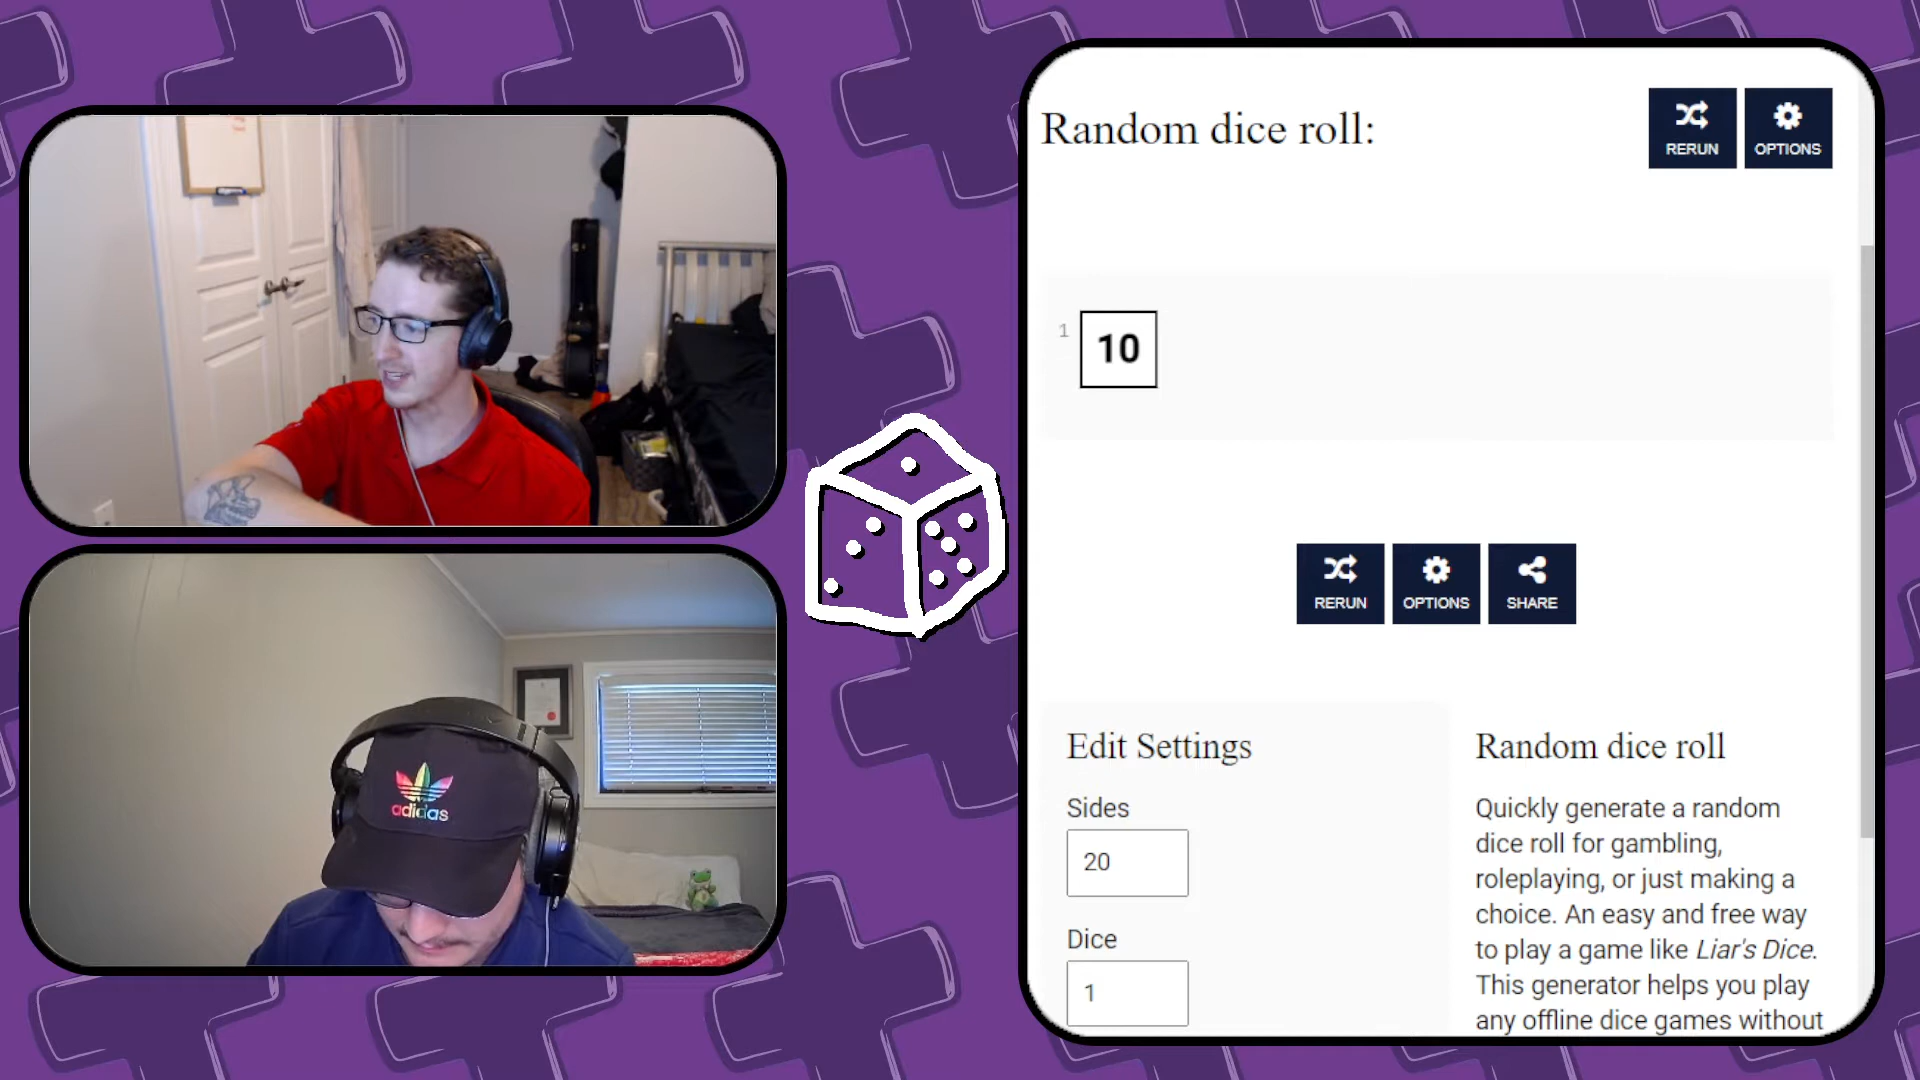 Random dice roll:
RERUN
OPTIONS
1
10
RERUN
OPTIONS
SHARE
Edit Settings
Sides
20
Dice
1
Random dice roll
Quickly generate a random
dice roll for gambling,
roleplaying, or just making a
choice. An easy and free way
to play a game like Liar's Dice.
This generator helps you play
any offline dice games without
adidas